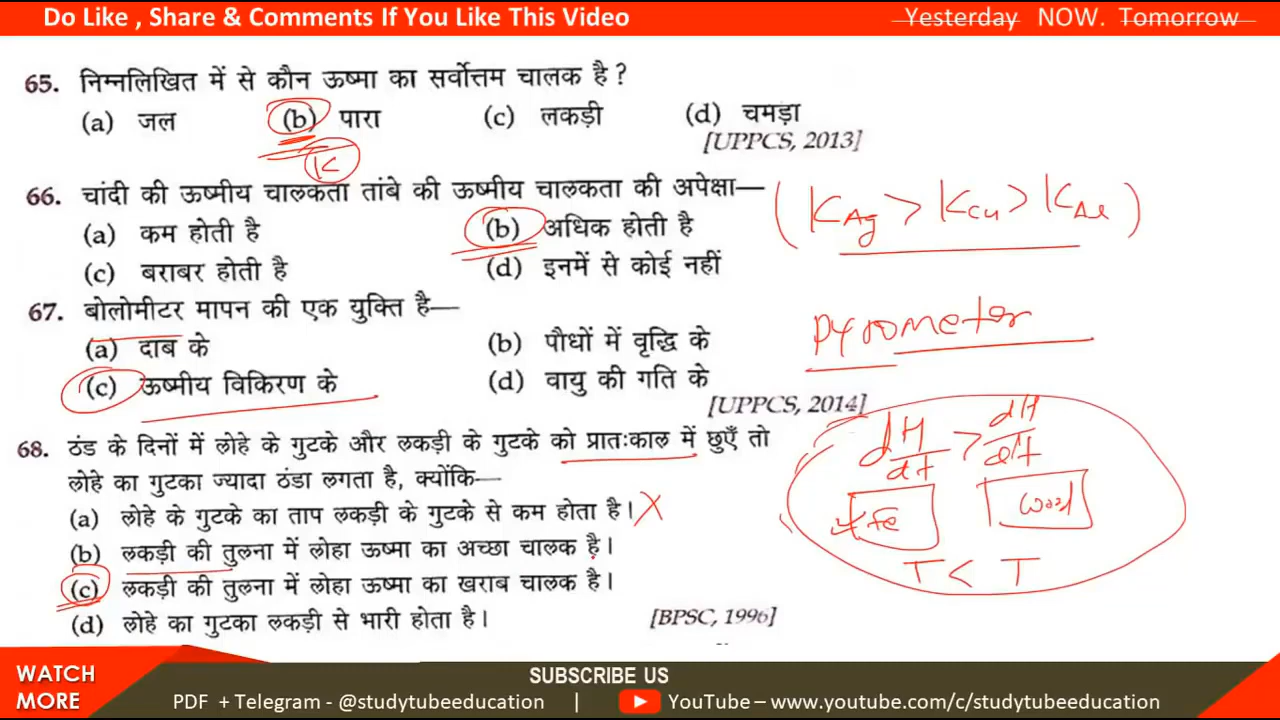 Do Like , Share & Comments If You Like This Video
Yesterday NOW. Tomorrow
65. निम्नलिखित में से कौन ऊष्मा का सर्वोत्तम चालक है ?
(a) जल (b) पारा (c) लकड़ी (d) चमड़ा
[UPPCS, 2013]
K
66. चांदी की ऊष्मीय चालकता तांबे की ऊष्मीय चालकता की अपेक्षा—
(a) कम होती है (b) अधिक होती है
(c) बराबर होती है (d) इनमें से कोई नहीं
(KAg > KCu > KAl)
67. बोलोमीटर मापन की एक युक्ति है—
(a) दाब के (b) पौधों में वृद्धि के
(c) ऊष्मीय विकिरण के (d) वायु की गति के
[UPPCS, 2014]
Pyrometer
68. ठंड के दिनों में लोहे के गुटके और लकड़ी के गुटके को प्रातःकाल में छुएँ तो
लोहे का गुटका ज्यादा ठंडा लगता है, क्योंकि—
(a) लोहे के गुटके का ताप लकड़ी के गुटके से कम होता है। X
(b) लकड़ी की तुलना में लोहा ऊष्मा का अच्छा चालक है।
(c) लकड़ी की तुलना में लोहा ऊष्मा का खराब चालक है।
(d) लोहे का गुटका लकड़ी से भारी होता है।
[BPSC, 1996]
dH/dt > dH/dt
Fe wood
T < T
WATCH
MORE
SUBSCRIBE US
PDF + Telegram - @studytubeeducation | YouTube – www.youtube.com/c/studytubeeducation